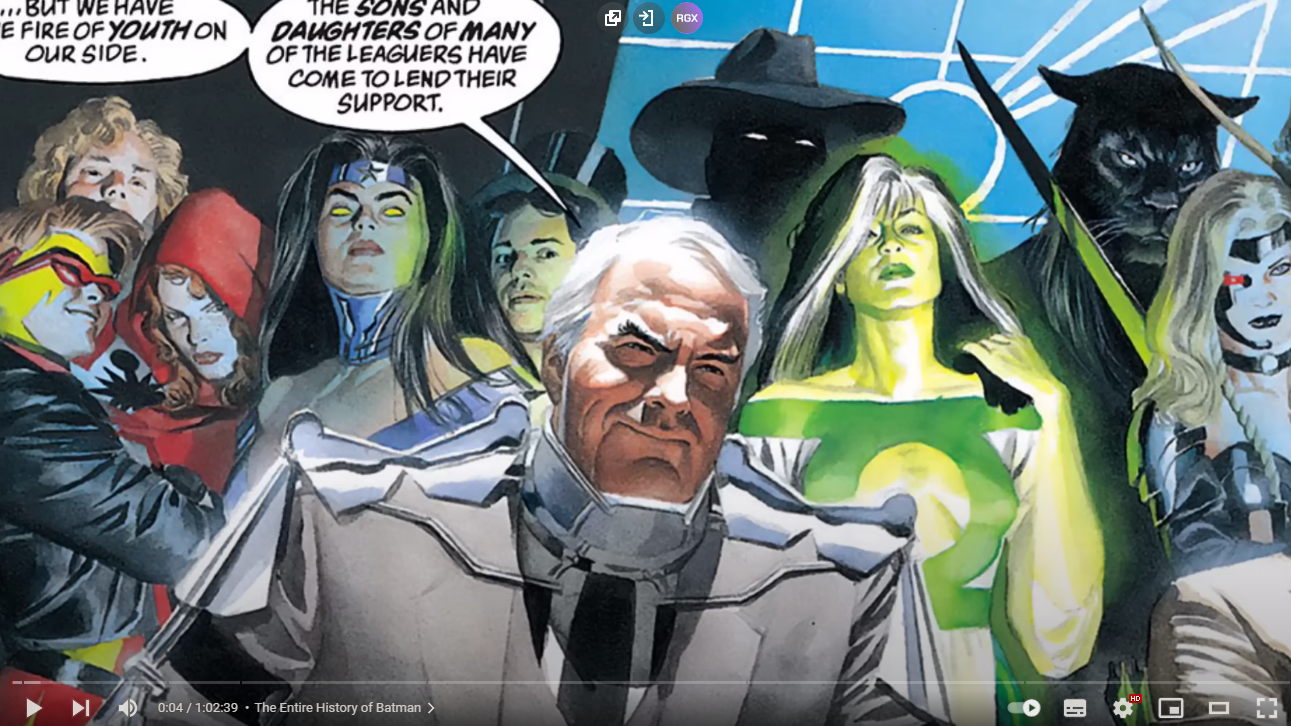 ...BUT WE HAVE
E FIRE OF YOUTH ON
OUR SIDE.
THE SONS AND
DAUGHTERS OF MANY
OF THE LEAGUERS HAVE
COME TO LEND THEIR
SUPPORT.
RGX
0:04 / 1:02:39 • The Entire History of Batman
HD